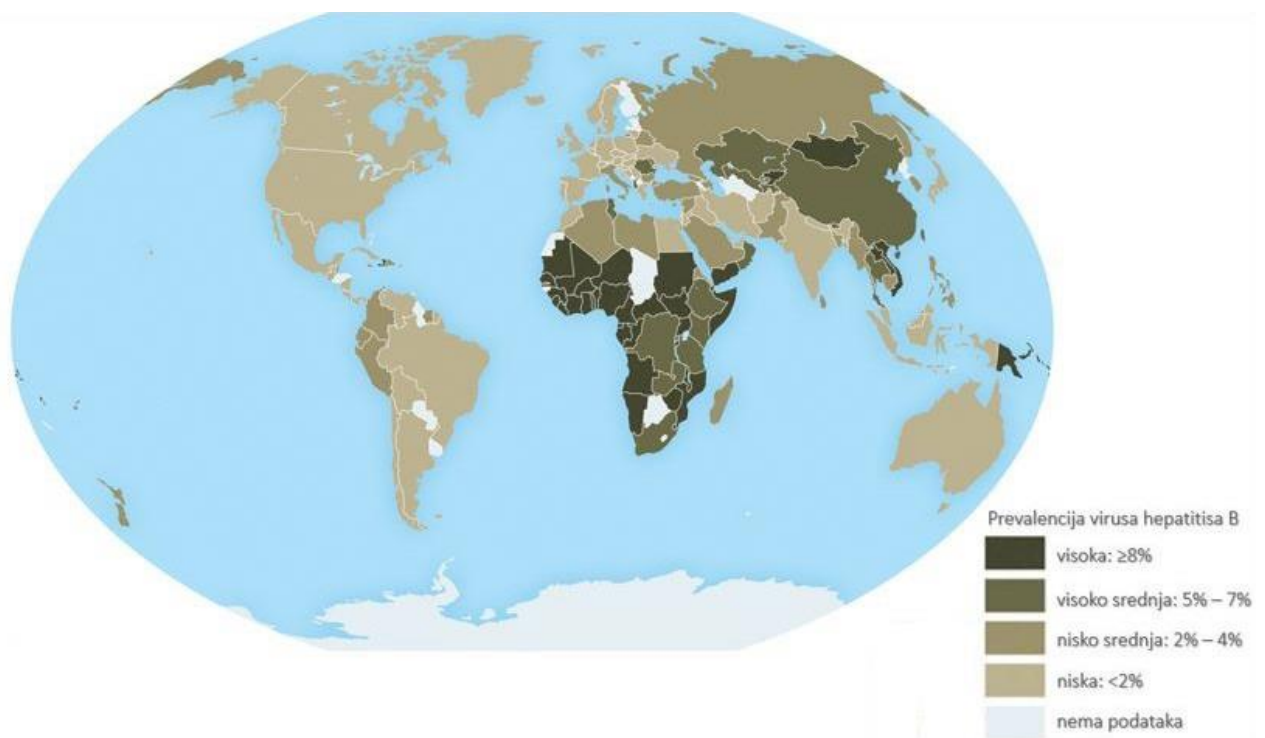 Prevalencija virusa hepatitisa B
visoka: ≥8%
visoko srednja: 5% – 7%
nisko srednja: 2% – 4%
niska: <2%
nema podataka